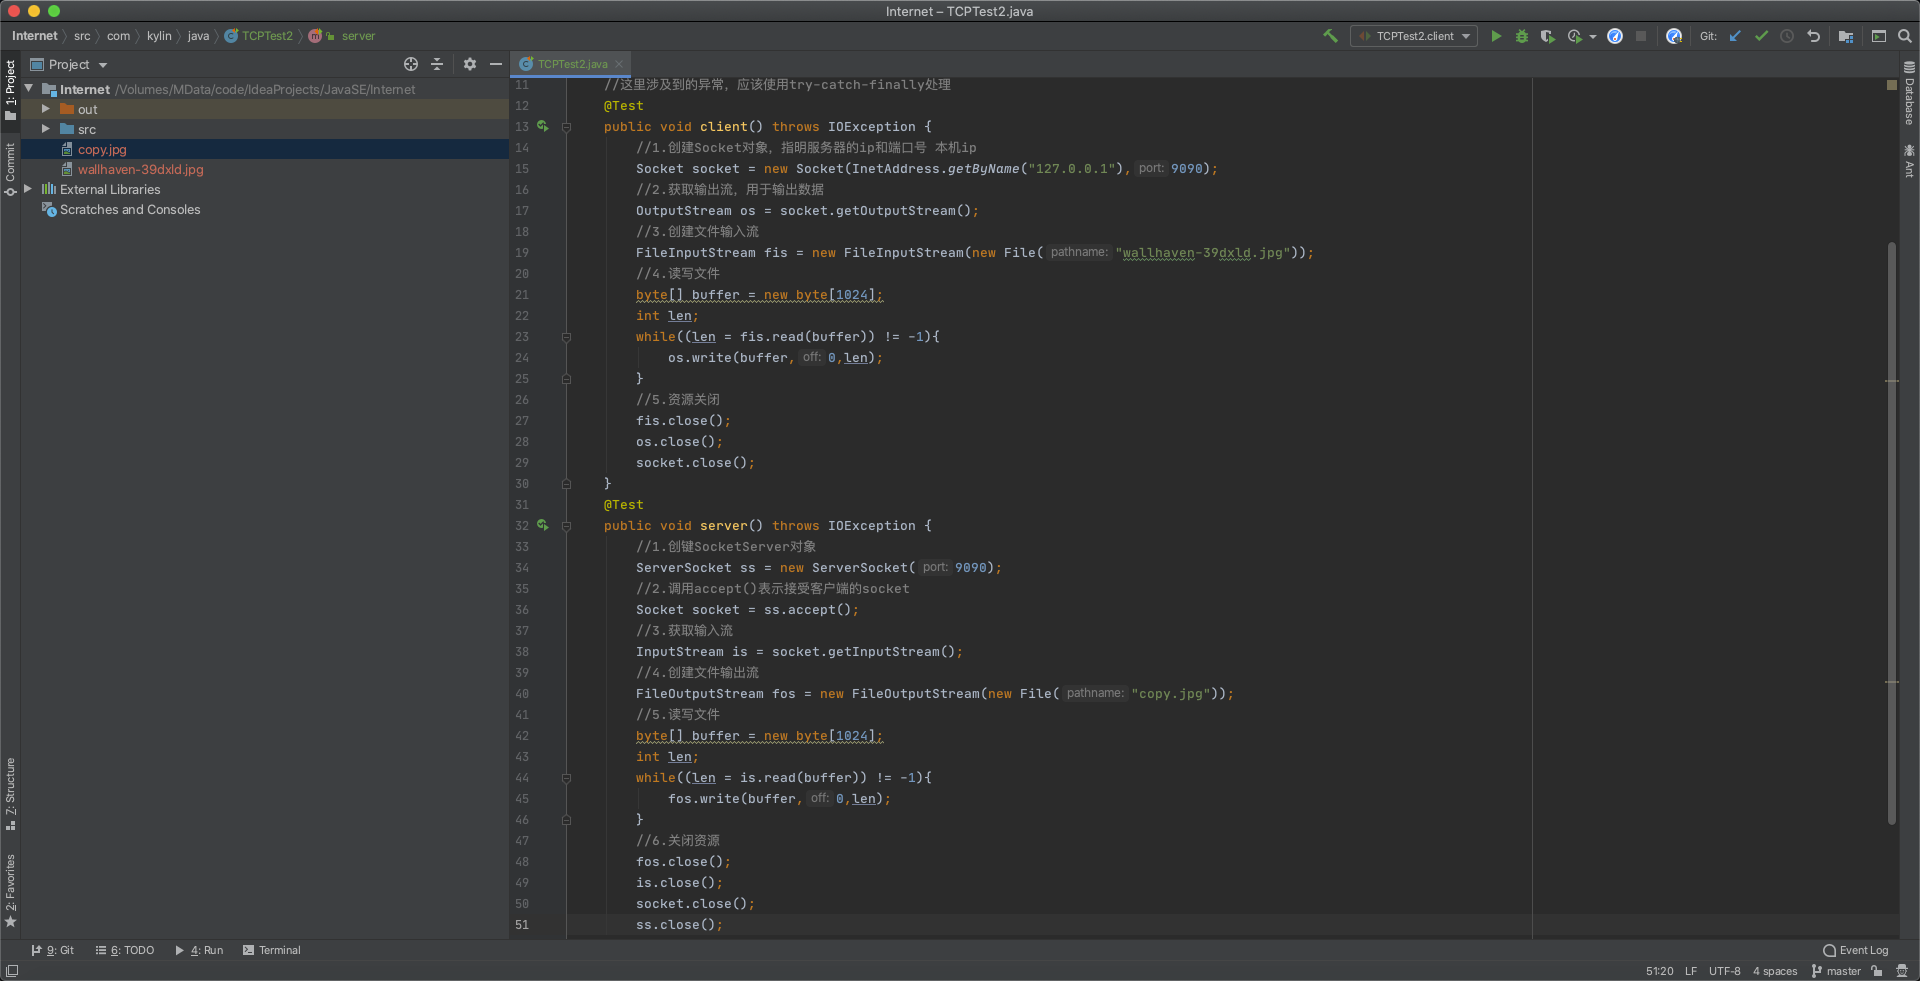 Internet – TCPTest2.java
Internet src com kylin java TCPTest2 server
TCPTest2.client
Git:
1: Project
Commit
Z: Structure
2: Favorites
Project
Internet /Volumes/MData/code/IdeaProjects/JavaSE/Internet
out
src
copy.jpg
wallhaven-39dxld.jpg
External Libraries
Scratches and Consoles
TCPTest2.java
11 //这里涉及到的异常，应该使用try-catch-finally处理
12 @Test
13 public void client() throws IOException {
14 //1.创建Socket对象，指明服务器的ip和端口号 本机ip
15 Socket socket = new Socket(InetAddress.getByName("127.0.0.1"), port: 9090);
16 //2.获取输出流，用于输出数据
17 OutputStream os = socket.getOutputStream();
18 //3.创建文件输入流
19 FileInputStream fis = new FileInputStream(new File( pathname: "wallhaven-39dxld.jpg"));
20 //4.读写文件
21 byte[] buffer = new byte[1024];
22 int len;
23 while((len = fis.read(buffer)) != -1){
24 os.write(buffer, off: 0,len);
25 }
26 //5.资源关闭
27 fis.close();
28 os.close();
29 socket.close();
30 }
31 @Test
32 public void server() throws IOException {
33 //1.创键SocketServer对象
34 ServerSocket ss = new ServerSocket( port: 9090);
35 //2.调用accept()表示接受客户端的socket
36 Socket socket = ss.accept();
37 //3.获取输入流
38 InputStream is = socket.getInputStream();
39 //4.创建文件输出流
40 FileOutputStream fos = new FileOutputStream(new File( pathname: "copy.jpg"));
41 //5.读写文件
42 byte[] buffer = new byte[1024];
43 int len;
44 while((len = is.read(buffer)) != -1){
45 fos.write(buffer, off: 0,len);
46 }
47 //6.关闭资源
48 fos.close();
49 is.close();
50 socket.close();
51 ss.close();
Database
Ant
9: Git 6: TODO 4: Run Terminal
Event Log
51:20 LF UTF-8 4 spaces master